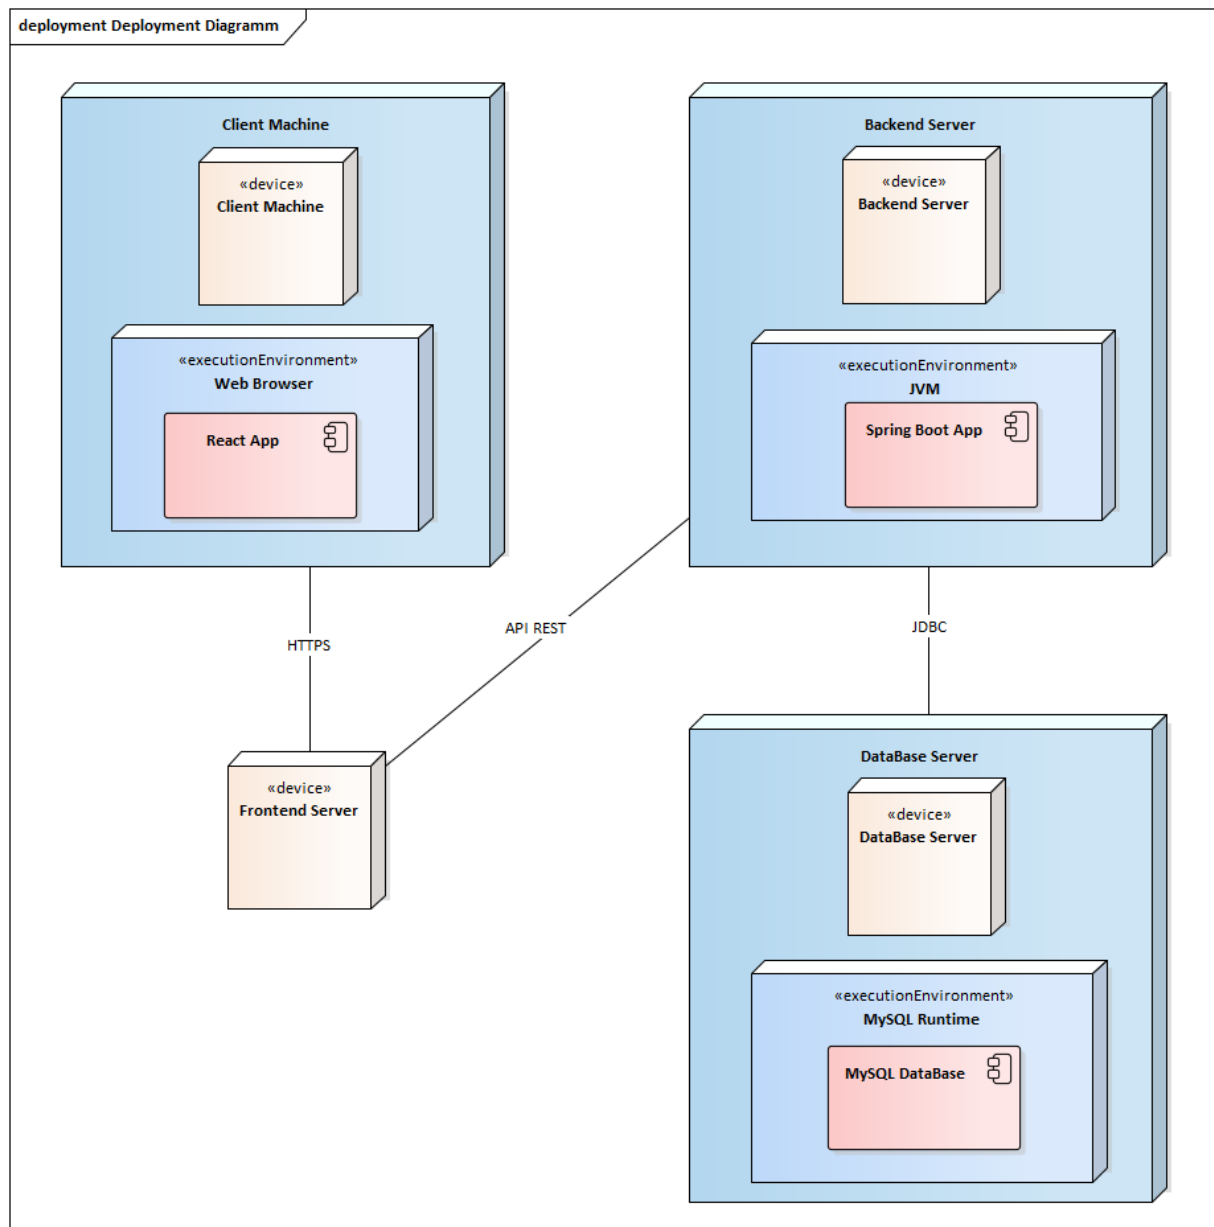 deployment Deployment Diagramm
Client Machine
«device»
Client Machine
«executionEnvironment»
Web Browser
React App
Backend Server
«device»
Backend Server
«executionEnvironment»
JVM
Spring Boot App
HTTPS
API REST
JDBC
«device»
Frontend Server
DataBase Server
«device»
DataBase Server
«executionEnvironment»
MySQL Runtime
MySQL DataBase